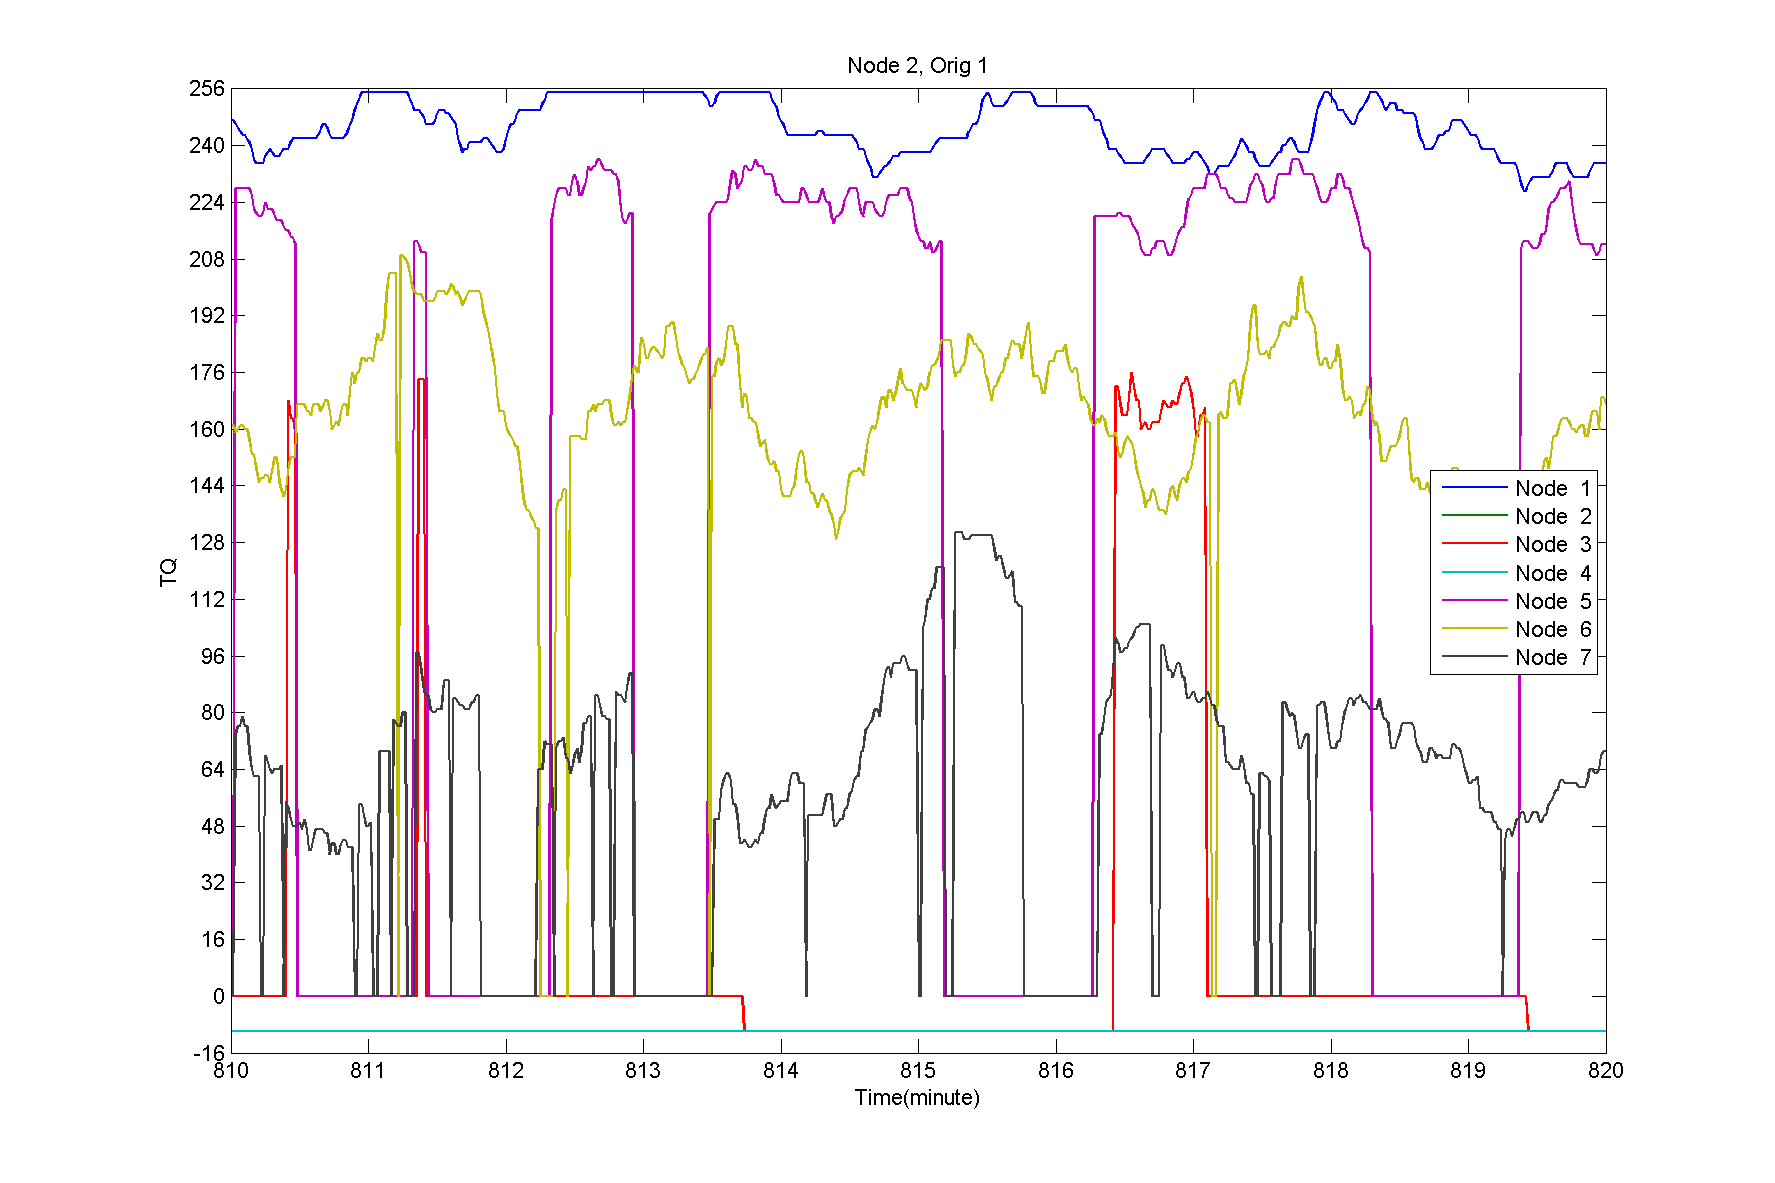 Node 2, Orig 1
256
240
224
208
192
176
160
144
128
112
96
80
64
48
32
16
0
-16
TQ
Node 1
Node 2
Node 3
Node 4
Node 5
Node 6
Node 7
810 811 812 813 814 815 816 817 818 819 820
Time(minute)